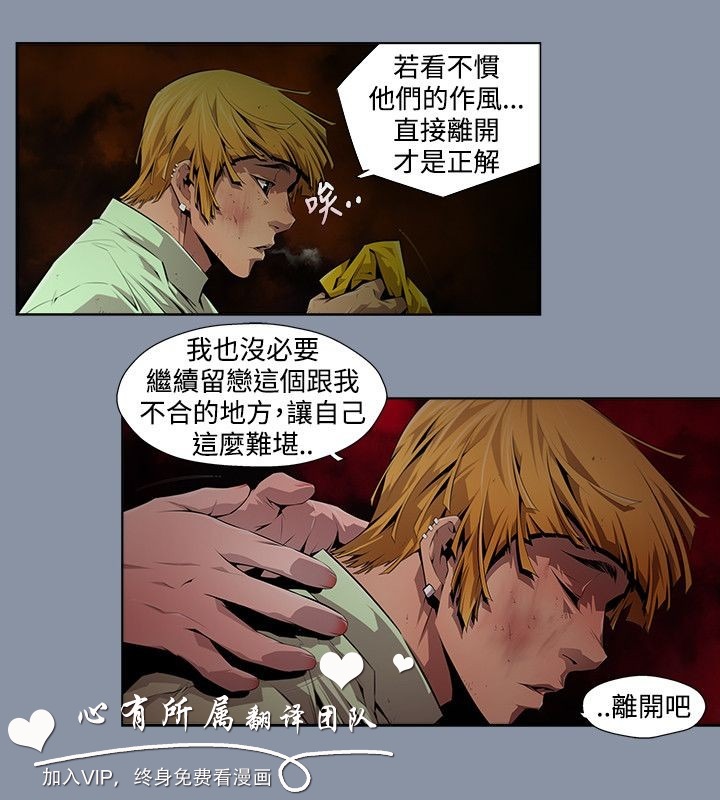 若看不慣
他們的作風...
直接離開
才是正解
唉..
我也沒必要
繼續留戀這個跟我
不合的地方，讓自己
這麼難堪..
..離開吧
心有所属翻译团队
加入VIP，终身免费看漫画